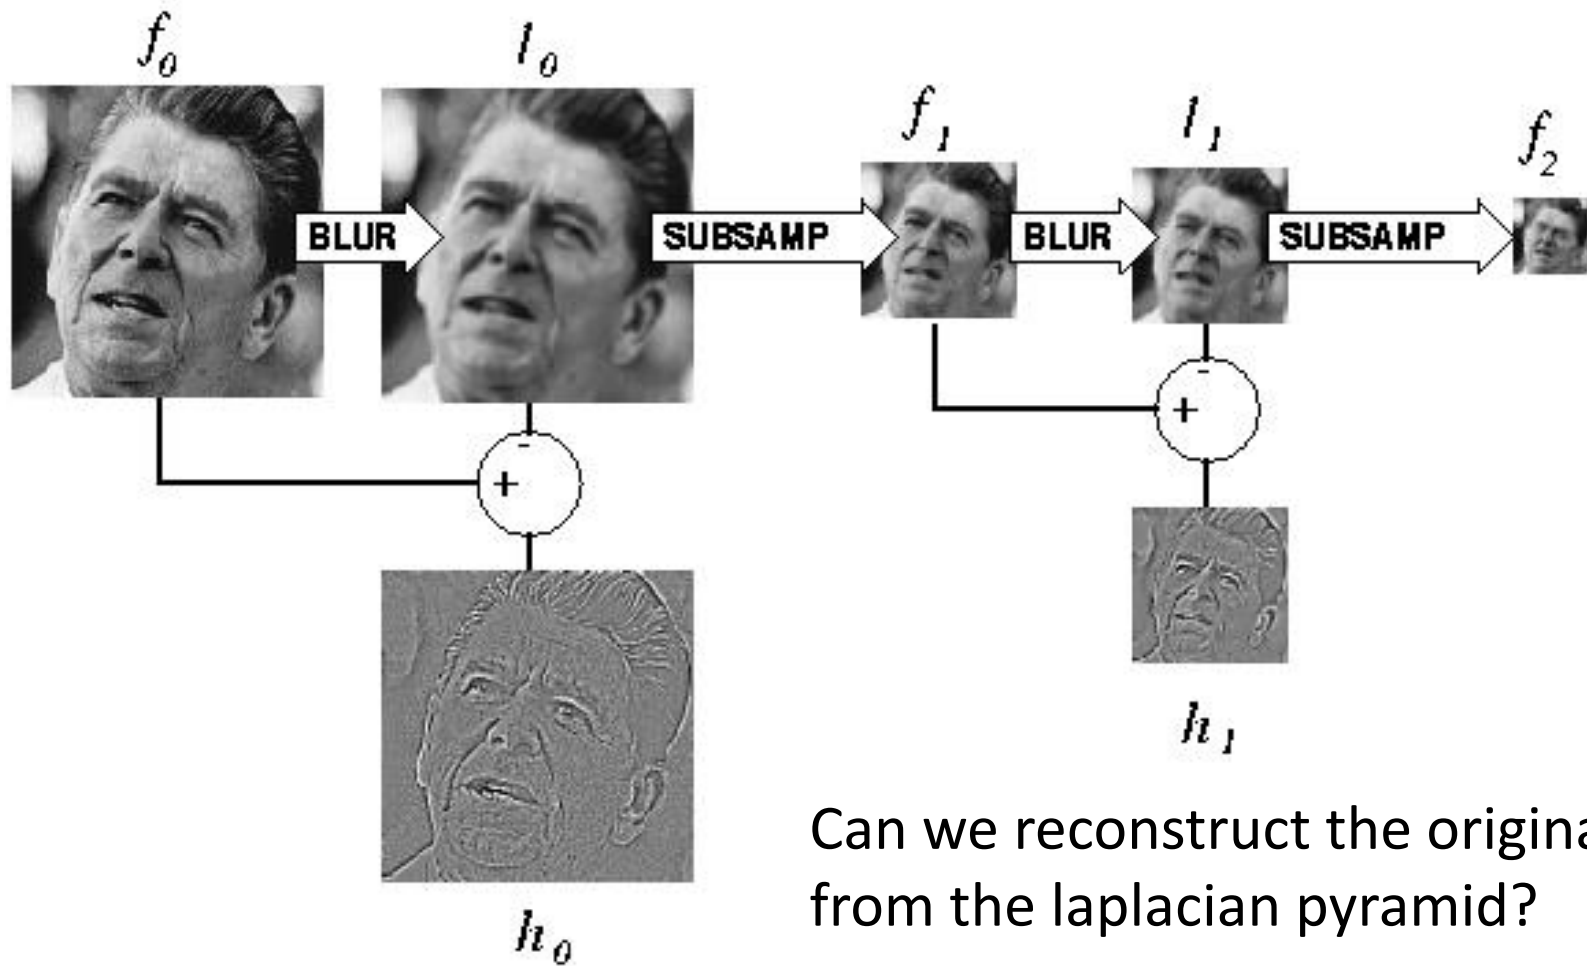 f0
l0
f1
l1
f2
BLUR
SUBSAMP
BLUR
SUBSAMP
-
+
-
+
h1
h0
Can we reconstruct the origina
from the laplacian pyramid?